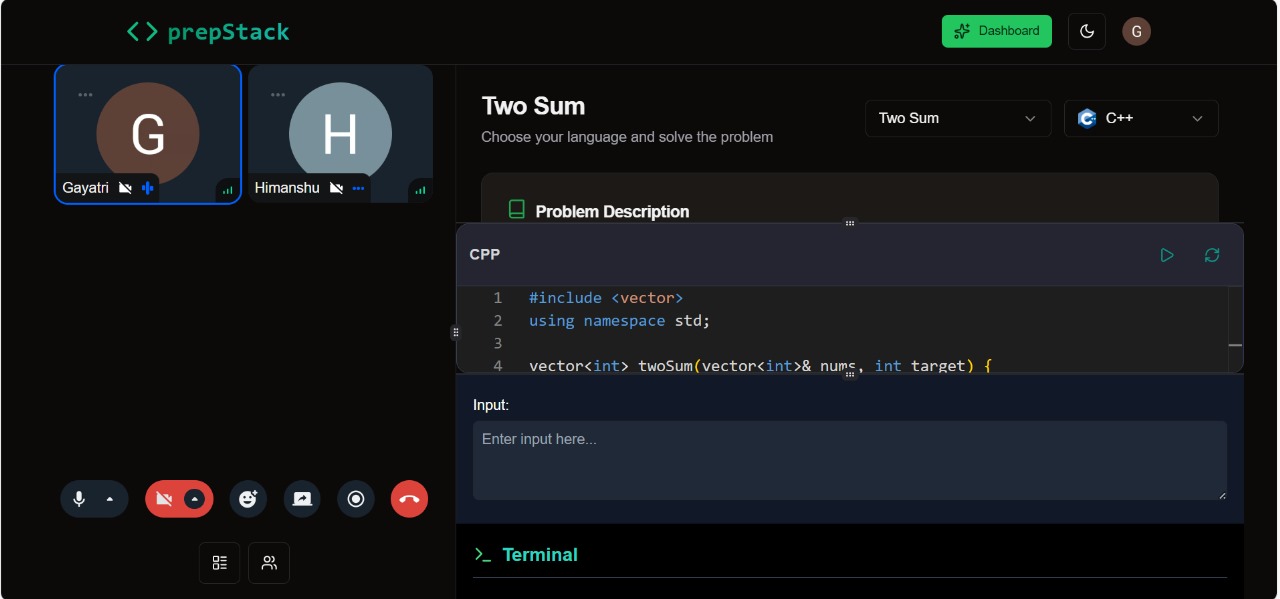 <> prepStack
Dashboard
G
G
Gayatri
H
Himanshu
Two Sum
Choose your language and solve the problem
Two Sum
C++
Problem Description
CPP
1 #include <vector>
2 using namespace std;
3
4 vector<int> twoSum(vector<int>& nums, int target) {
Input:
Enter input here...
>_ Terminal